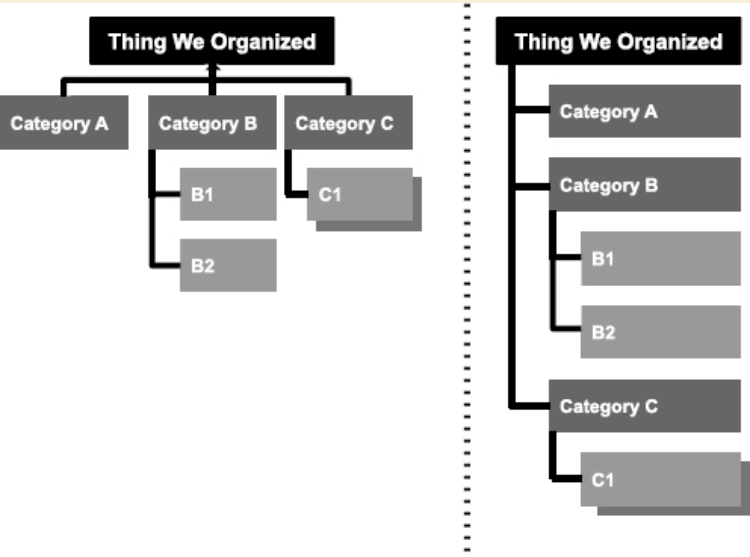 Thing We Organized
Category A
Category B
Category C
B1
C1
B2
Thing We Organized
Category A
Category B
B1
B2
Category C
C1